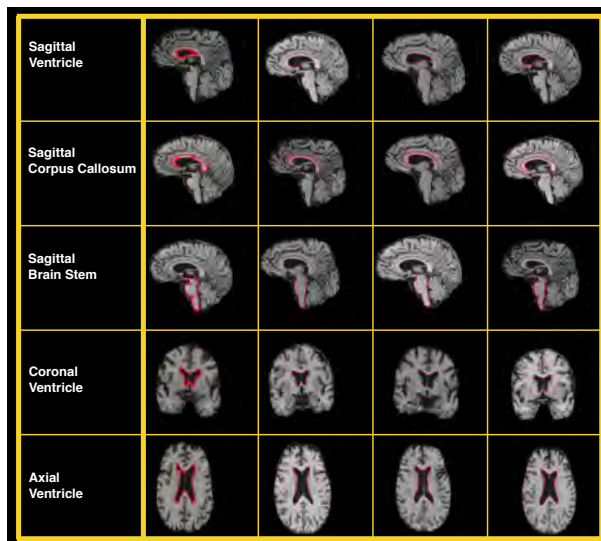 Sagittal
Ventricle
Sagittal
Corpus Callosum
Sagittal
Brain Stem
Coronal
Ventricle
Axial
Ventricle